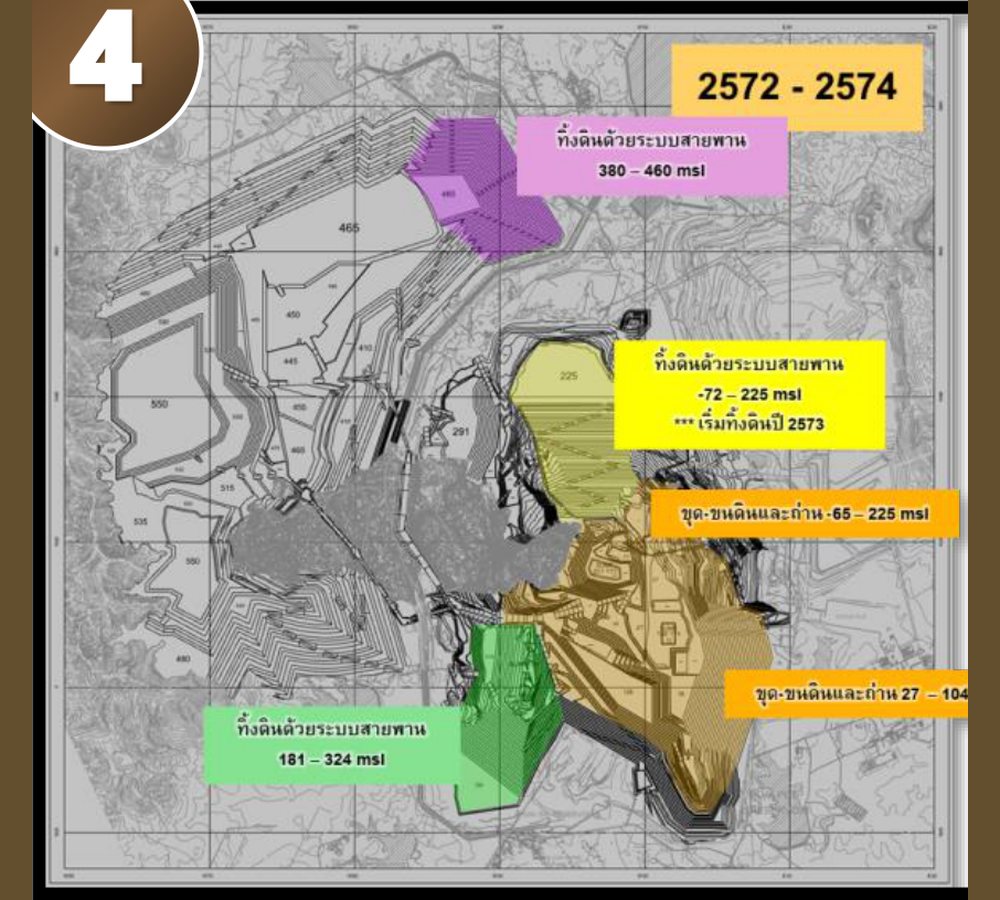 4
2572 - 2574
ทิ้งดินด้วยระบบสายพาน
380 – 460 msl
460
465
450
445
410
455
465
550
291
225
ทิ้งดินด้วยระบบสายพาน
-72 – 225 msl
*** เริ่มทิ้งดินปี 2573
515
535
550
480
ขุด-ขนดินและถ่าน -65 – 225 msl
ขุด-ขนดินและถ่าน 27 – 104
ทิ้งดินด้วยระบบสายพาน
181 – 324 msl